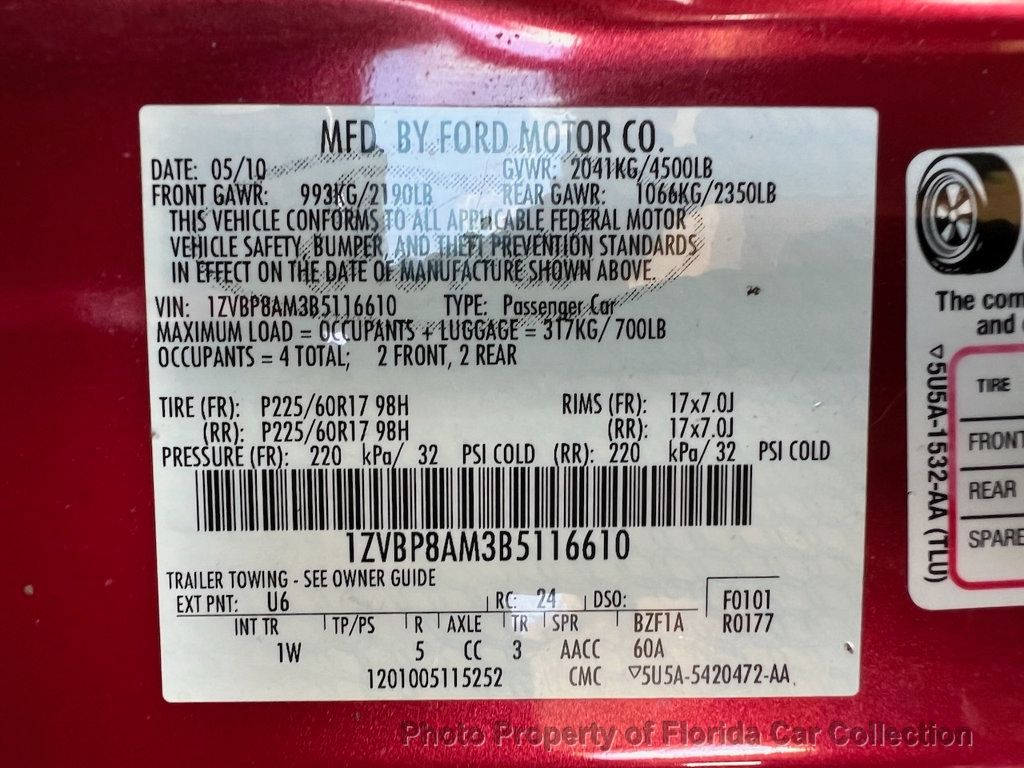 MFD. BY FORD MOTOR CO.
DATE: 05/10 GVWR: 2041KG/4500LB
FRONT GAWR: 993KG/2190LB REAR GAWR: 1066KG/2350LB
THIS VEHICLE CONFORMS TO ALL APPLICABLE FEDERAL MOTOR
VEHICLE SAFETY, BUMPER, AND THEFT PREVENTION STANDARDS
IN EFFECT ON THE DATE OF MANUFACTURE SHOWN ABOVE.
VIN: 1ZVBP8AM3B5116610 TYPE: Passenger Car
MAXIMUM LOAD = OCCUPANTS + LUGGAGE = 317KG/700LB
OCCUPANTS = 4 TOTAL; 2 FRONT, 2 REAR
TIRE (FR): P225/60R17 98H RIMS (FR): 17x7.0J
(RR): P225/60R17 98H (RR): 17x7.0J
PRESSURE (FR): 220 kPa/ 32 PSI COLD (RR): 220 kPa/ 32 PSI COLD
1ZVBP8AM3B5116610
TRAILER TOWING - SEE OWNER GUIDE
EXT PNT: U6 RC: 24 DSO: F0101
INT TR TP/PS R AXLE TR SPR BZF1A R0177
1W 5 CC 3 AACC 60A
1201005115252 CMC ▽5U5A-5420472-AA
The com
and
▽5U5A-1532-AA (TLU)
TIRE
FRONT
REAR
SPARE
Photo Property of Florida Car Collection